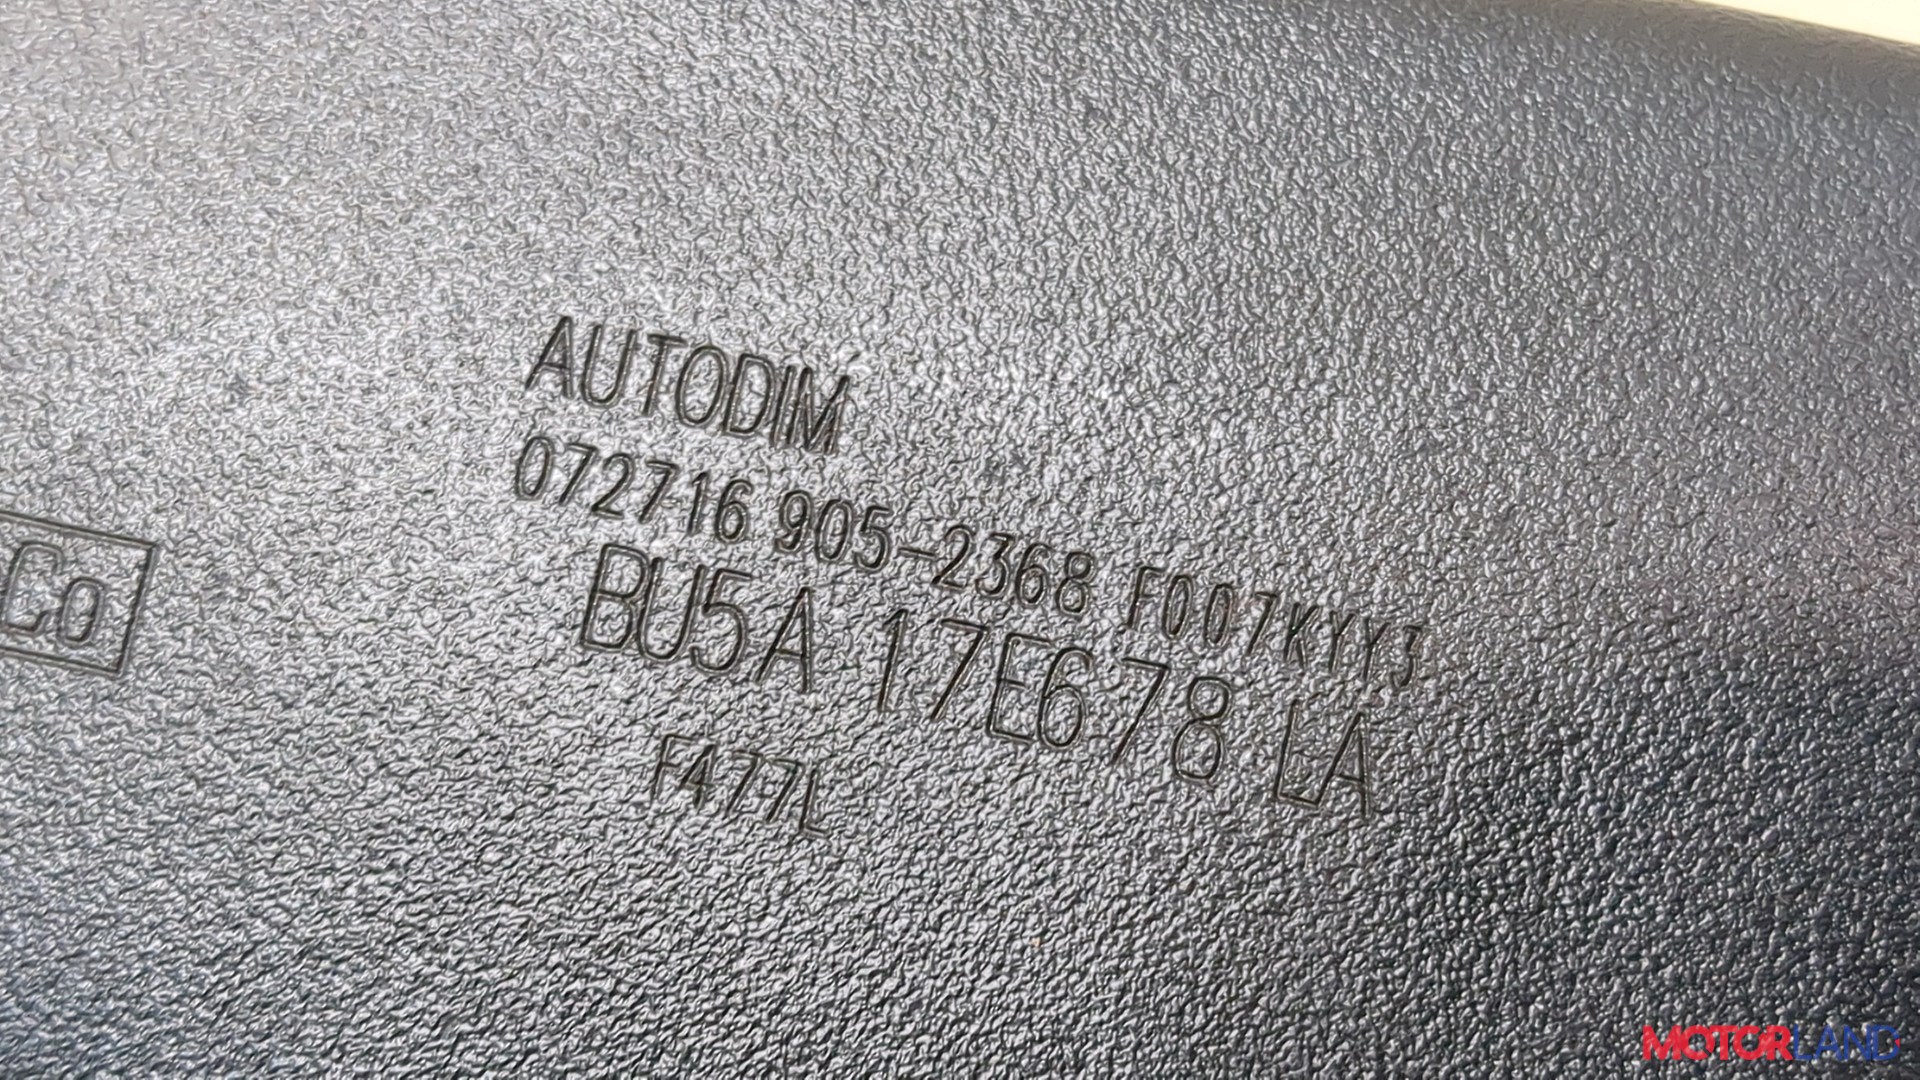 AUTODIM
072716 905-2368 F007KYY3
BU5A 17E678 LA
F477L
Co
MOTORLAND